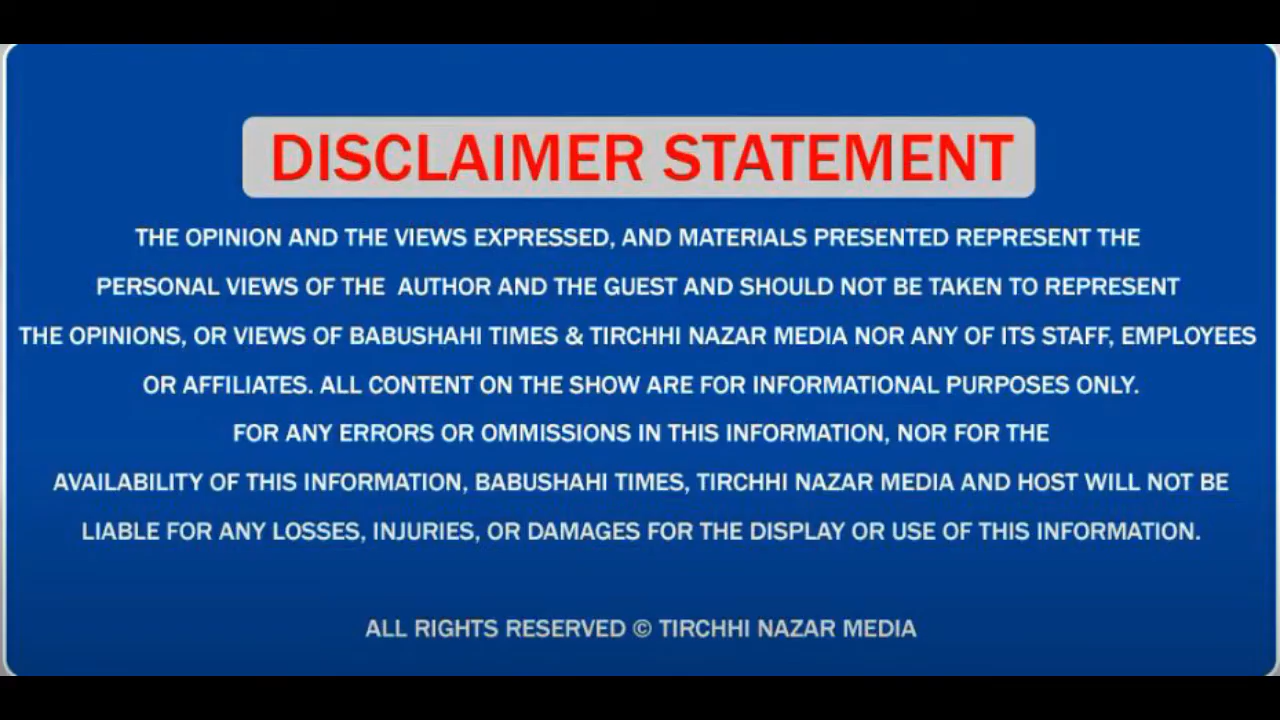 DISCLAIMER STATEMENT
THE OPINION AND THE VIEWS EXPRESSED, AND MATERIALS PRESENTED REPRESENT THE
PERSONAL VIEWS OF THE AUTHOR AND THE GUEST AND SHOULD NOT BE TAKEN TO REPRESENT
THE OPINIONS, OR VIEWS OF BABUSHAHI TIMES & TIRCHHI NAZAR MEDIA NOR ANY OF ITS STAFF, EMPLOYEES
OR AFFILIATES. ALL CONTENT ON THE SHOW ARE FOR INFORMATIONAL PURPOSES ONLY.
FOR ANY ERRORS OR OMMISSIONS IN THIS INFORMATION, NOR FOR THE
AVAILABILITY OF THIS INFORMATION, BABUSHAHI TIMES, TIRCHHI NAZAR MEDIA AND HOST WILL NOT BE
LIABLE FOR ANY LOSSES, INJURIES, OR DAMAGES FOR THE DISPLAY OR USE OF THIS INFORMATION.
ALL RIGHTS RESERVED © TIRCHHI NAZAR MEDIA